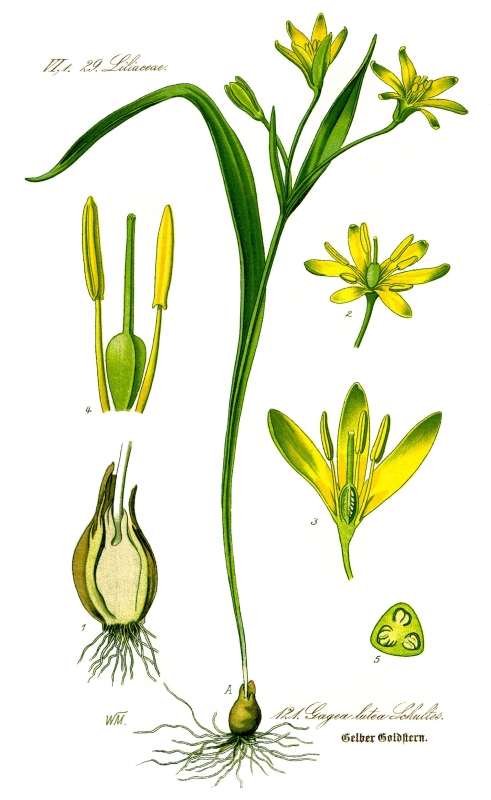 VI,1. 29. Liliaceae.
2
4
3
1
5
A
WM.
121. Gagea lutea Schultes.
Gelber Goldstern.